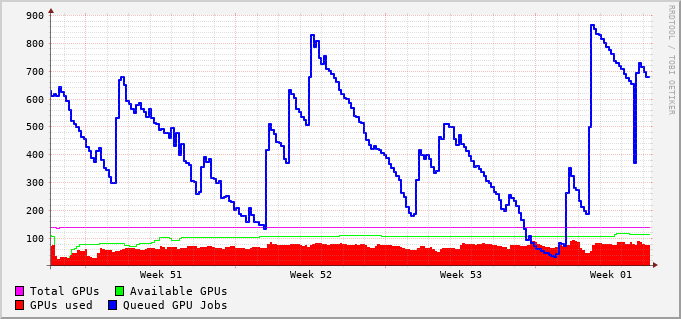 900
800
700
600
500
400
300
200
100
Week 51 Week 52 Week 53 Week 01
Total GPUs Available GPUs
GPUs used Queued GPU Jobs
RRDTOOL / TOBI OETIKER